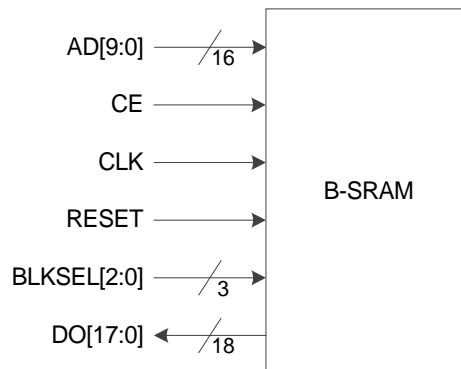 AD[9:0]
16
CE
CLK
B-SRAM
RESET
BLKSEL[2:0]
3
DO[17:0]
18